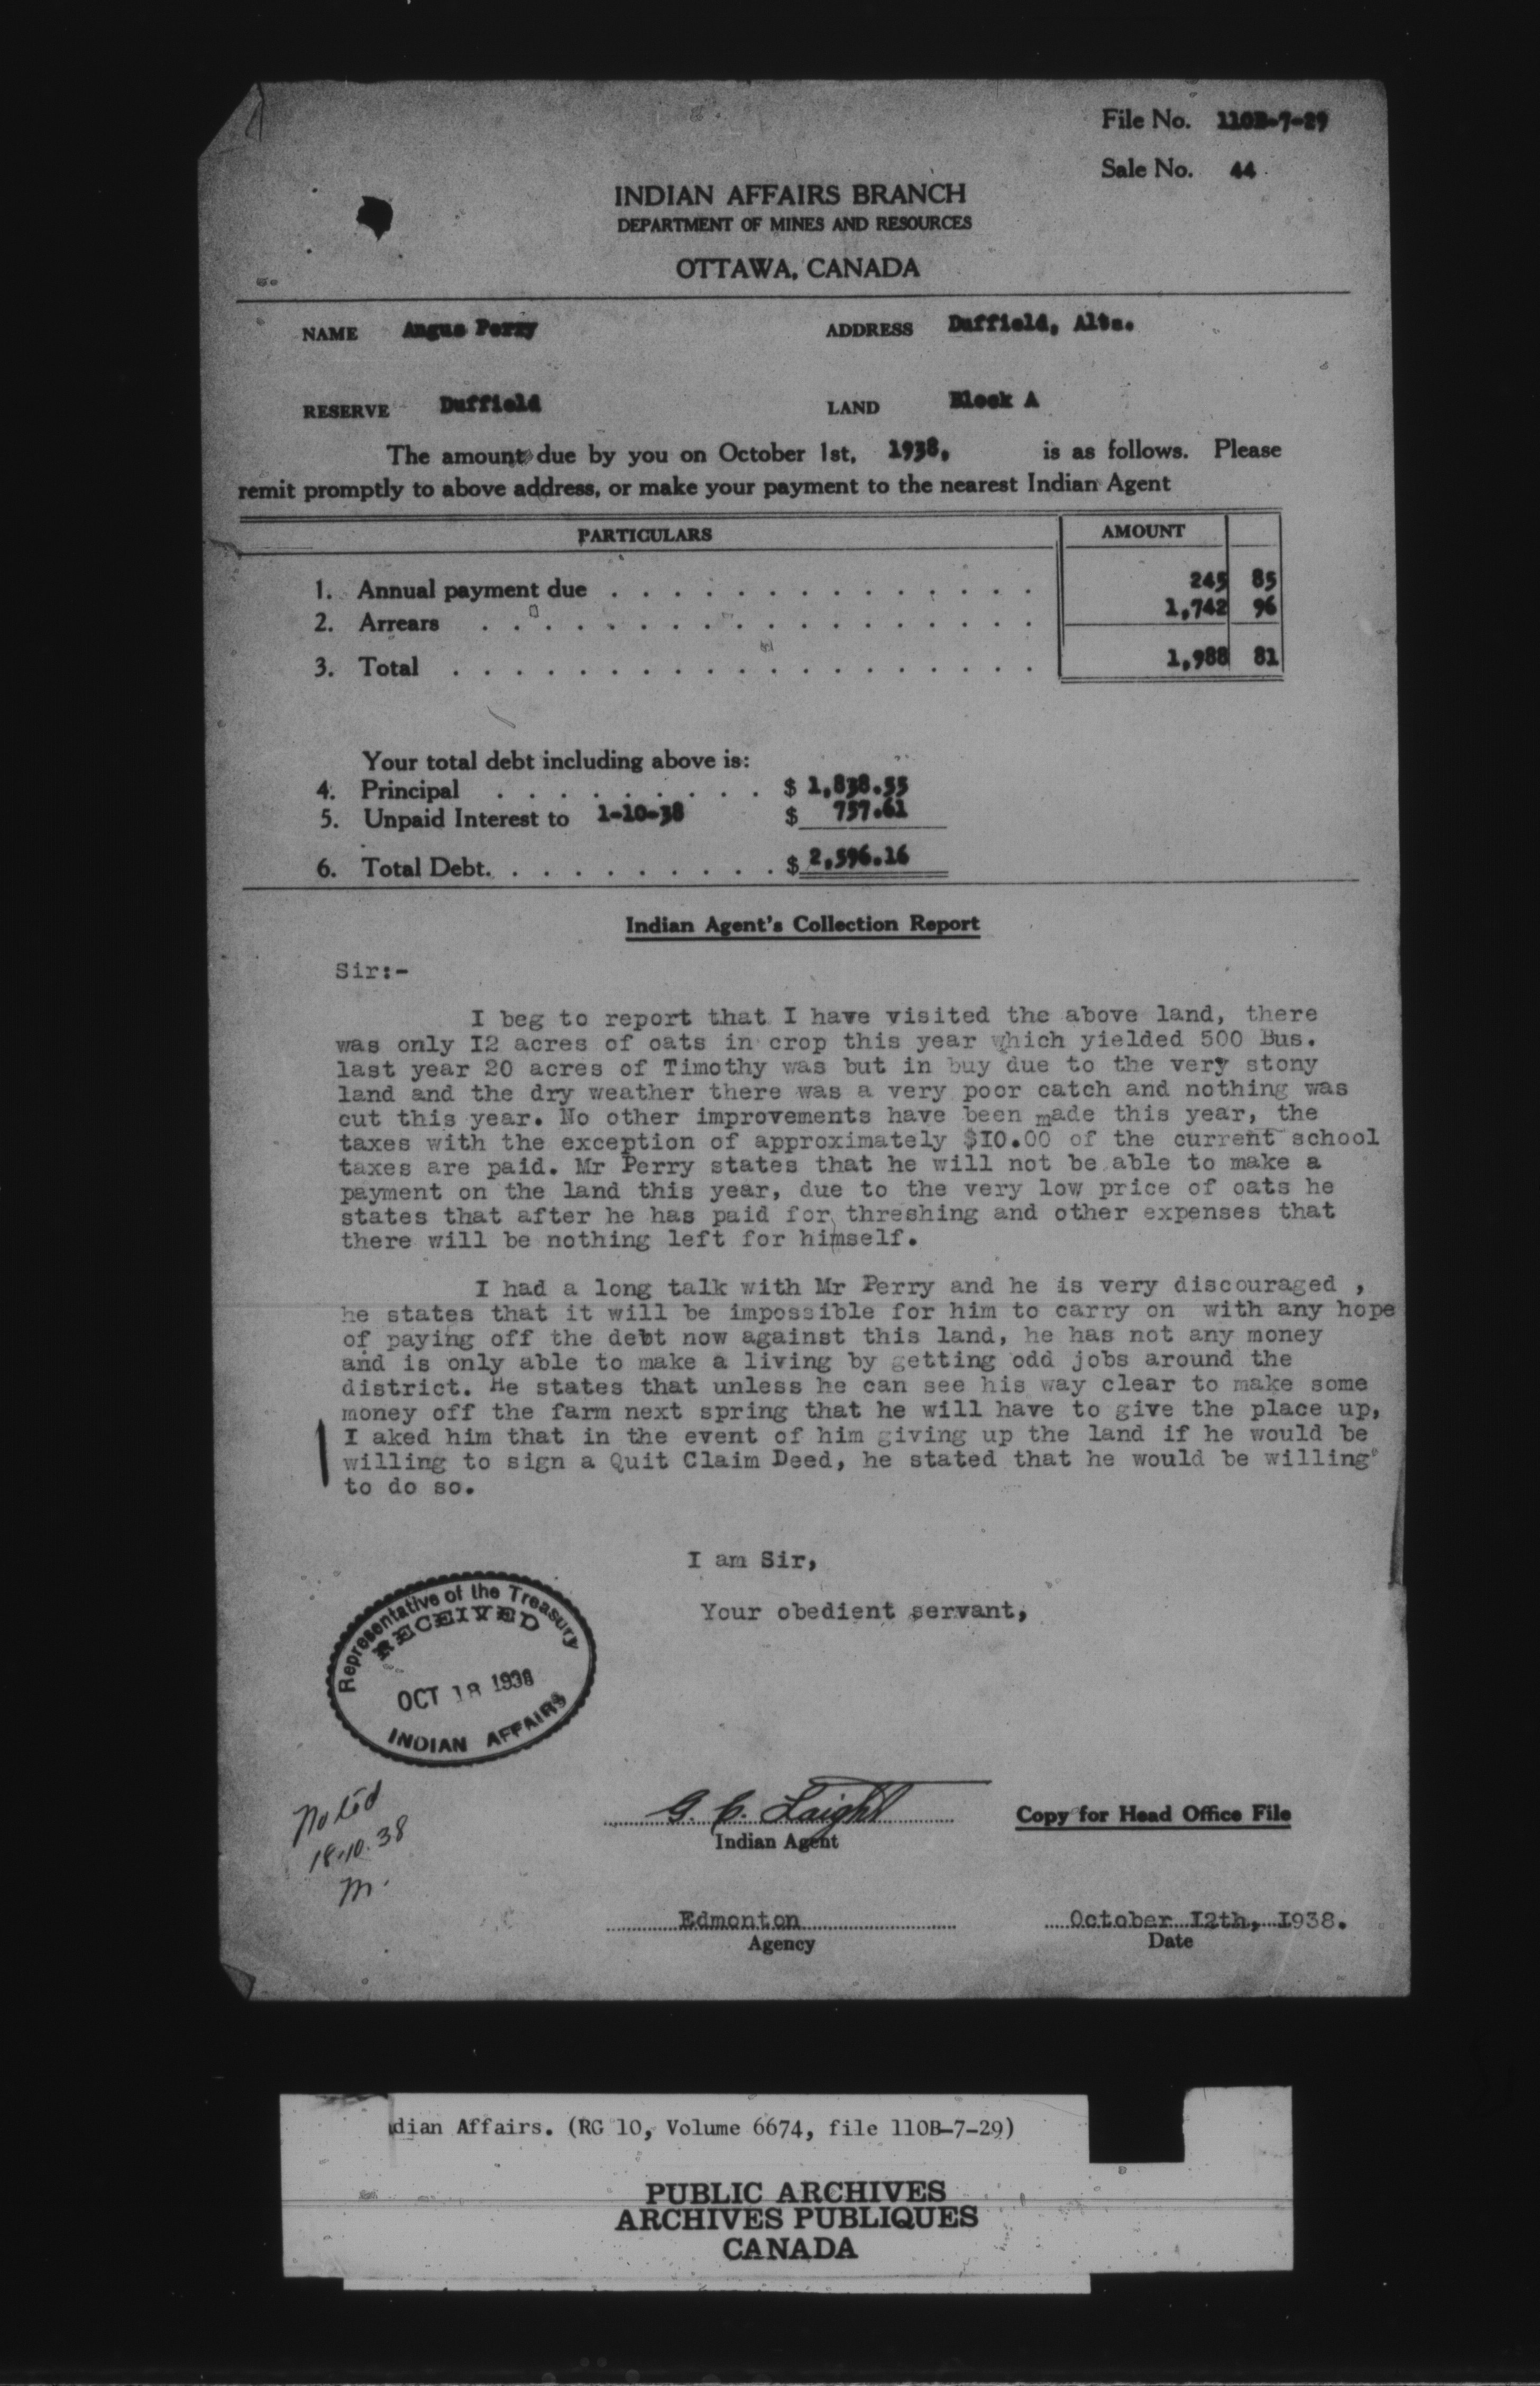 File No. 110B-7-29
Sale No. 44
INDIAN AFFAIRS BRANCH
DEPARTMENT OF MINES AND RESOURCES
OTTAWA, CANADA
NAME Angus Perry ADDRESS Duffield, Alta.
RESERVE Duffield LAND Block A
The amount due by you on October 1st, 1938, is as follows. Please
remit promptly to above address, or make your payment to the nearest Indian Agent
PARTICULARS AMOUNT
1. Annual payment due . . . . . . . . . . . . . . 245 85
2. Arrears . . . . . . . . . . . . . . . . . . 1,742 96
3. Total . . . . . . . . . . . . . . . . . . . 1,988 81
Your total debt including above is:
4. Principal . . . . . . . . . $ 1,838.55
5. Unpaid Interest to 1-10-38 $ 757.61
6. Total Debt. . . . . . . . . . $ 2,596.16
Indian Agent's Collection Report
Sir:-
I beg to report that I have visited the above land, there
was only I2 acres of oats in crop this year which yielded 500 Bus.
last year 20 acres of Timothy was but in buy due to the very stony
land and the dry weather there was a very poor catch and nothing was
cut this year. No other improvements have been made this year, the
taxes with the exception of approximately $I0.00 of the current school
taxes are paid. Mr Perry states that he will not be able to make a
payment on the land this year, due to the very low price of oats he
states that after he has paid for threshing and other expenses that
there will be nothing left for himself.
I had a long talk with Mr Perry and he is very discouraged ,
he states that it will be impossible for him to carry on with any hope
of paying off the debt now against this land, he has not any money
and is only able to make a living by getting odd jobs around the
district. He states that unless he can see his way clear to make some
money off the farm next spring that he will have to give the place up,
I aked him that in the event of him giving up the land if he would be
willing to sign a Quit Claim Deed, he stated that he would be willing
to do so.
I am Sir,
Your obedient servant,
Representative of the Treasury
RECEIVED
OCT 18 1938
INDIAN AFFAIRS
Noted
18.10.38
M.
G. C. Laight
Indian Agent
Copy for Head Office File
Edmonton
Agency
October I2th, I938.
Date
dian Affairs. (RG 10, Volume 6674, file 110B-7-29)
PUBLIC ARCHIVES
ARCHIVES PUBLIQUES
CANADA